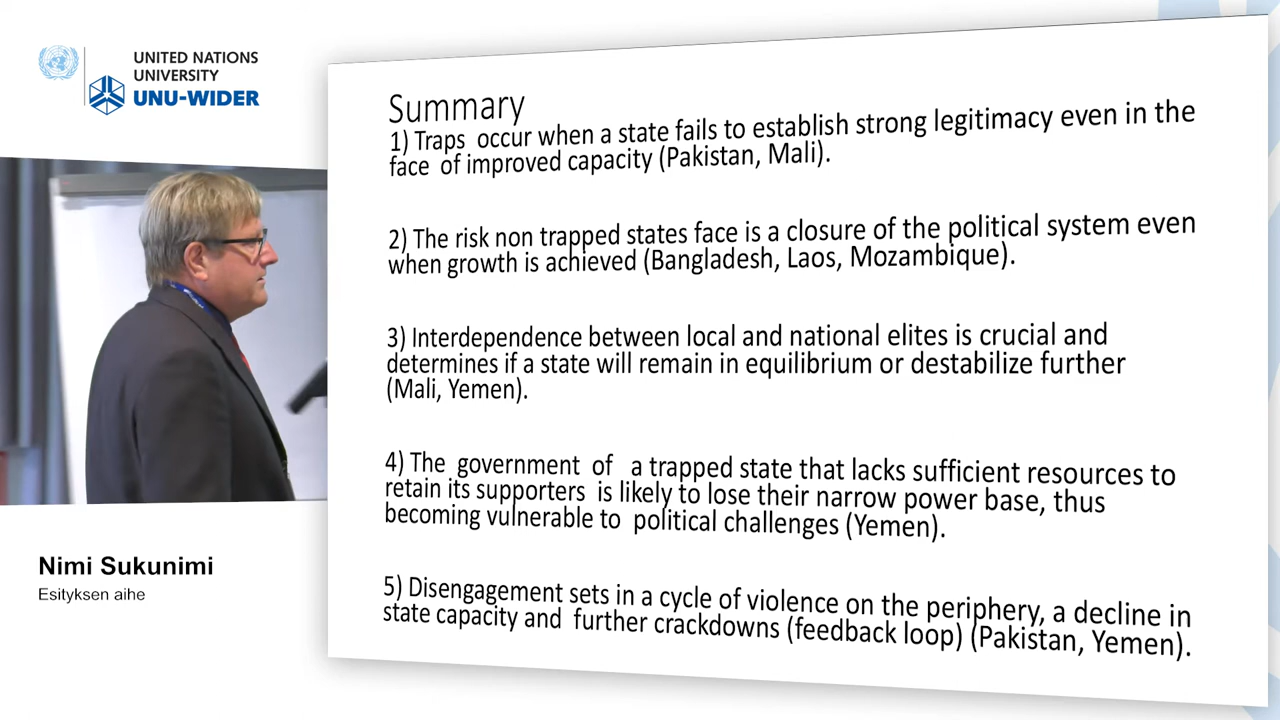 UNITED NATIONS
UNIVERSITY
UNU-WIDER
Summary
1) Traps occur when a state fails to establish strong legitimacy even in the
face of improved capacity (Pakistan, Mali).
2) The risk non trapped states face is a closure of the political system even
when growth is achieved (Bangladesh, Laos, Mozambique).
3) Interdependence between local and national elites is crucial and
determines if a state will remain in equilibrium or destabilize further
(Mali, Yemen).
4) The government of a trapped state that lacks sufficient resources to
retain its supporters is likely to lose their narrow power base, thus
becoming vulnerable to political challenges (Yemen).
5) Disengagement sets in a cycle of violence on the periphery, a decline in
state capacity and further crackdowns (feedback loop) (Pakistan, Yemen).
Nimi Sukunimi
Esityksen aihe